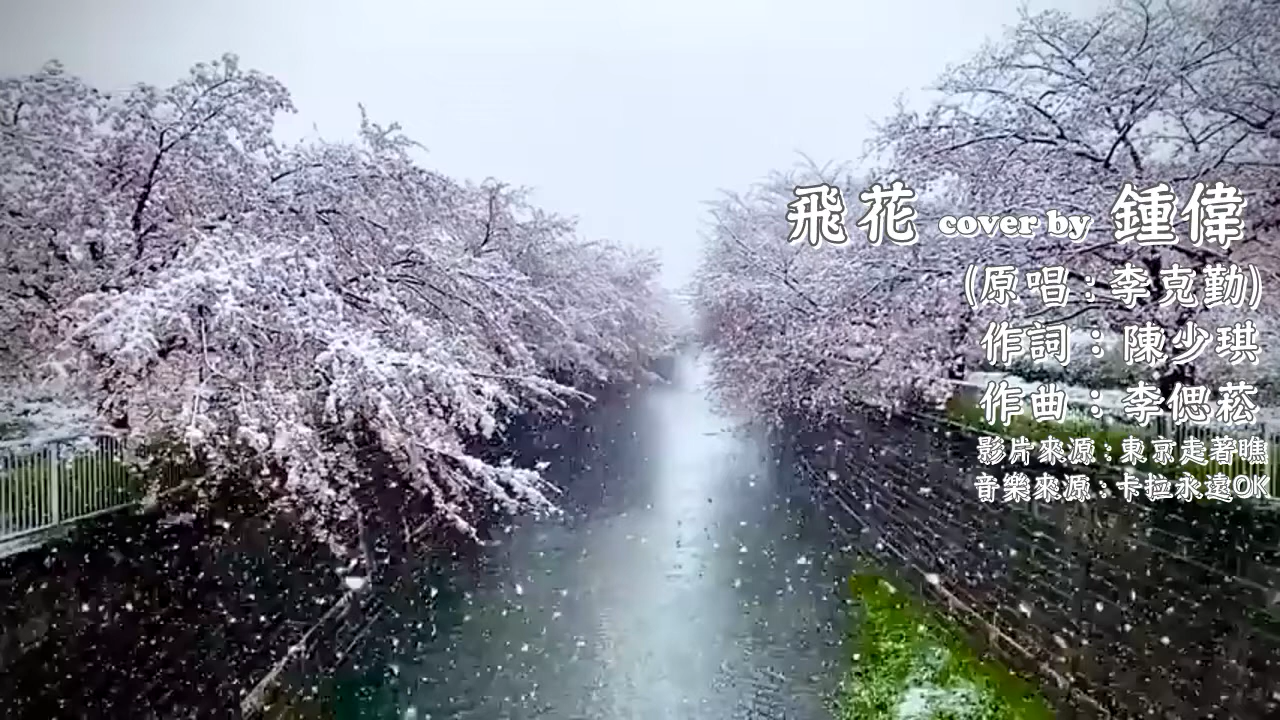 飛花 cover by 鍾偉
(原唱：李克勤)
作詞：陳少琪
作曲：李偲菘
影片來源：東京走著瞧
音樂來源：卡拉永遠OK